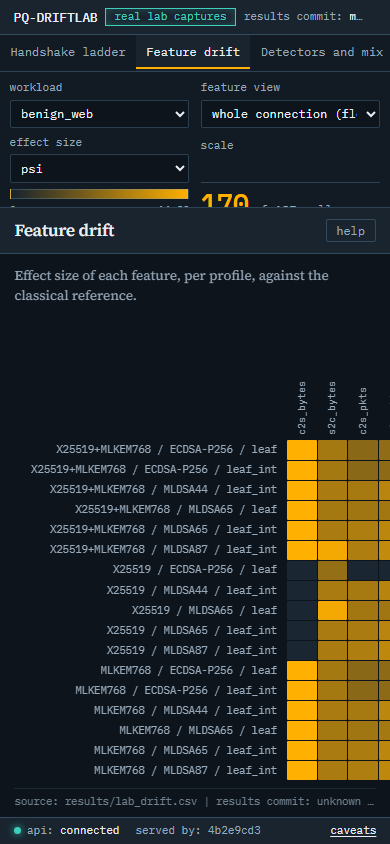 PQ-DRIFTLAB real lab captures results commit: m…
Handshake ladder Feature drift Detectors and mix
workload feature view
benign_web whole connection (fl
effect size scale
psi
170
Feature drift help
Effect size of each feature, per profile, against the
classical reference.
c2s_bytes s2c_bytes c2s_pkts
X25519+MLKEM768 / ECDSA-P256 / leaf
X25519+MLKEM768 / ECDSA-P256 / leaf_int
X25519+MLKEM768 / MLDSA44 / leaf_int
X25519+MLKEM768 / MLDSA65 / leaf
X25519+MLKEM768 / MLDSA65 / leaf_int
X25519+MLKEM768 / MLDSA87 / leaf_int
X25519 / ECDSA-P256 / leaf
X25519 / MLDSA44 / leaf_int
X25519 / MLDSA65 / leaf
X25519 / MLDSA65 / leaf_int
X25519 / MLDSA87 / leaf_int
MLKEM768 / ECDSA-P256 / leaf
MLKEM768 / ECDSA-P256 / leaf_int
MLKEM768 / MLDSA44 / leaf_int
MLKEM768 / MLDSA65 / leaf
MLKEM768 / MLDSA65 / leaf_int
MLKEM768 / MLDSA87 / leaf_int
source: results/lab_drift.csv | results commit: unknown …
api: connected served by: 4b2e9cd3 caveats